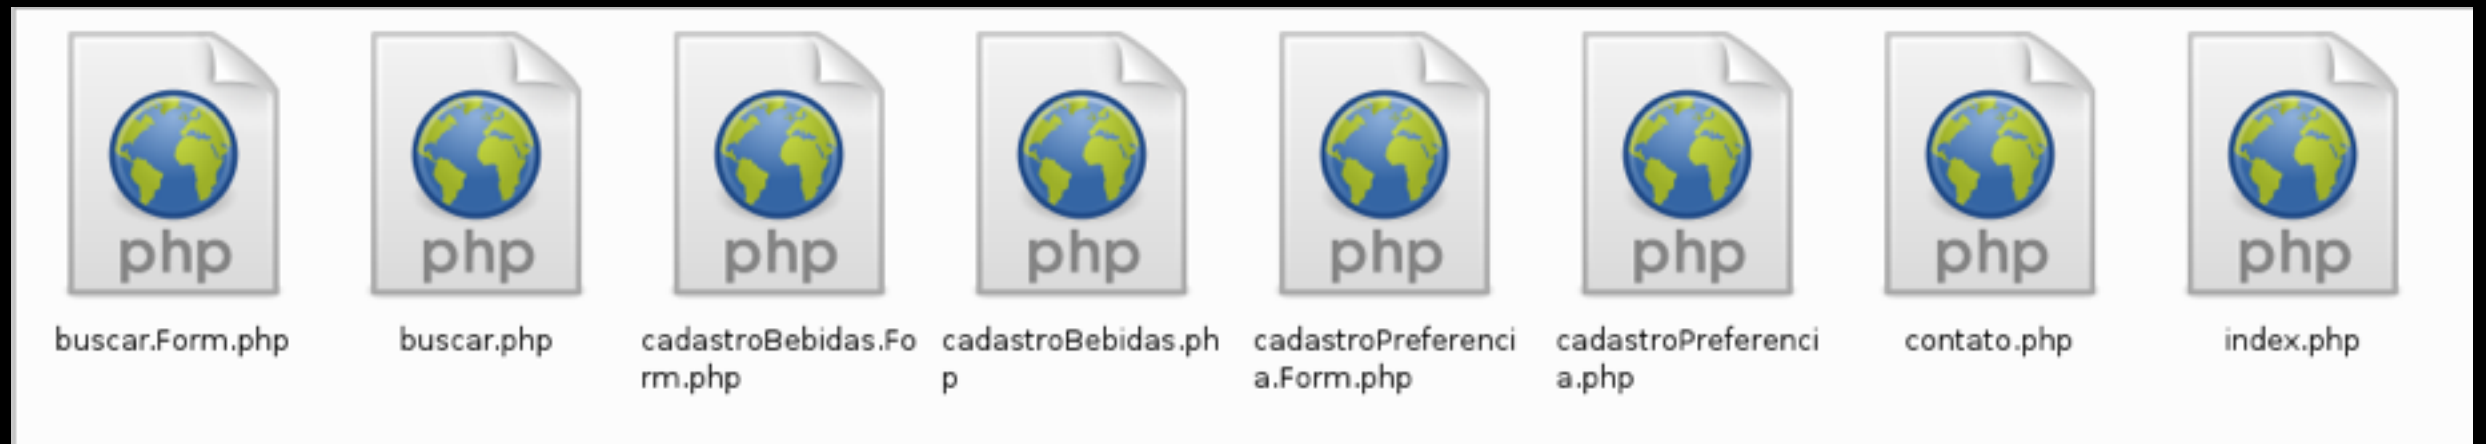 php php php php php php php php
buscar.Form.php buscar.php cadastroBebidas.Fo cadastroBebidas.ph cadastroPreferenci cadastroPreferenci contato.php index.php
rm.php p a.Form.php a.php